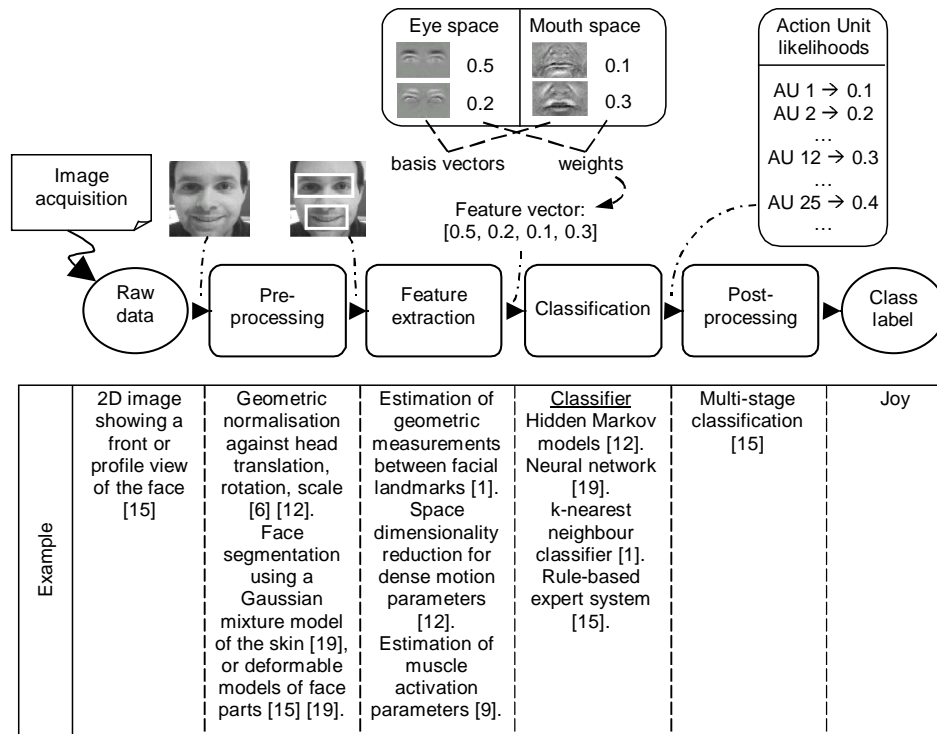 Eye space
0.5
0.2
Mouth space
0.1
0.3
basis vectors
weights
Feature vector:
[0.5, 0.2, 0.1, 0.3]
Action Unit
likelihoods
AU 1 → 0.1
AU 2 → 0.2
...
AU 12 → 0.3
...
AU 25 → 0.4
...
Image
acquisition
Raw
data
Pre-
processing
Feature
extraction
Classification
Post-
processing
Class
label
Example
2D image
showing a
front or
profile view
of the face
[15]
Geometric
normalisation
against head
translation,
rotation, scale
[6] [12].
Face
segmentation
using a
Gaussian
mixture model
of the skin [19],
or deformable
models of face
parts [15] [19].
Estimation of
geometric
measurements
between facial
landmarks [1].
Space
dimensionality
reduction for
dense motion
parameters
[12].
Estimation of
muscle
activation
parameters [9].
Classifier
Hidden Markov
models [12].
Neural network
[19].
k-nearest
neighbour
classifier [1].
Rule-based
expert system
[15].
Multi-stage
classification
[15]
Joy